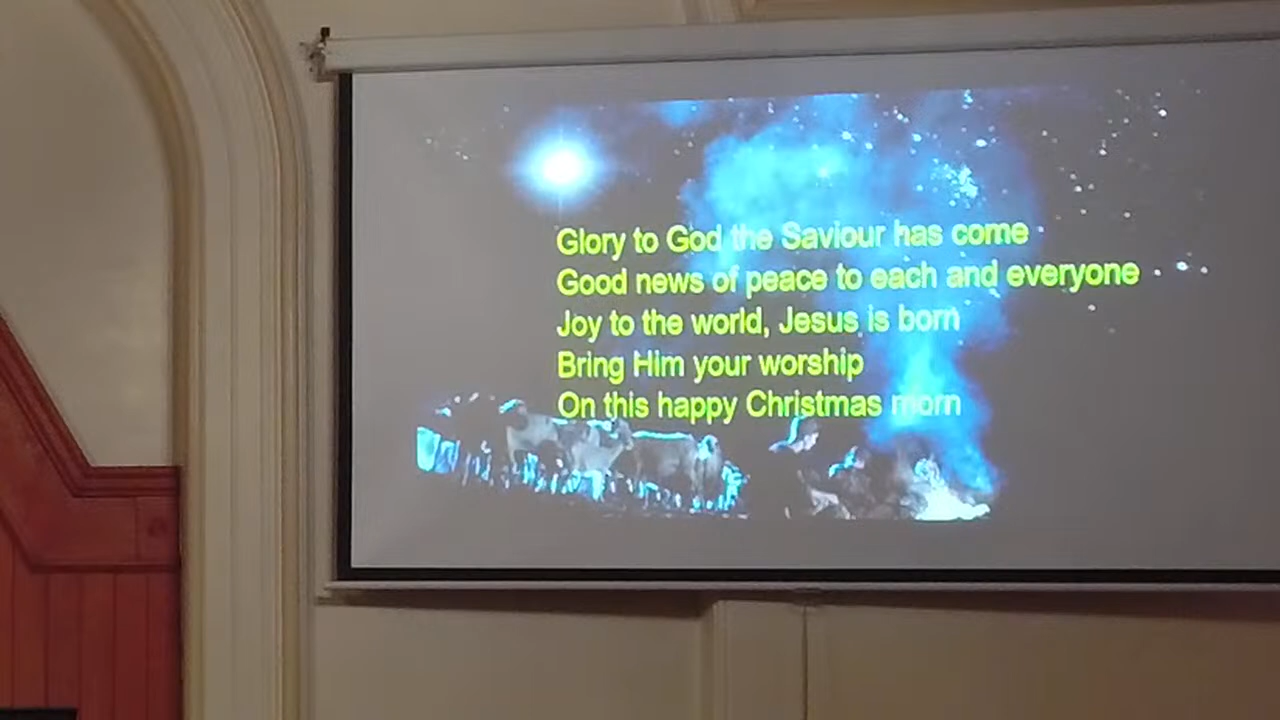 Glory to God the Saviour has come
Good news of peace to each and everyone
Joy to the world, Jesus is born
Bring Him your worship
On this happy Christmas morn